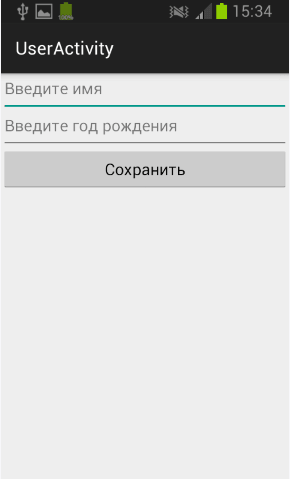 15:34
UserActivity
Введите имя
Введите год рождения
Сохранить